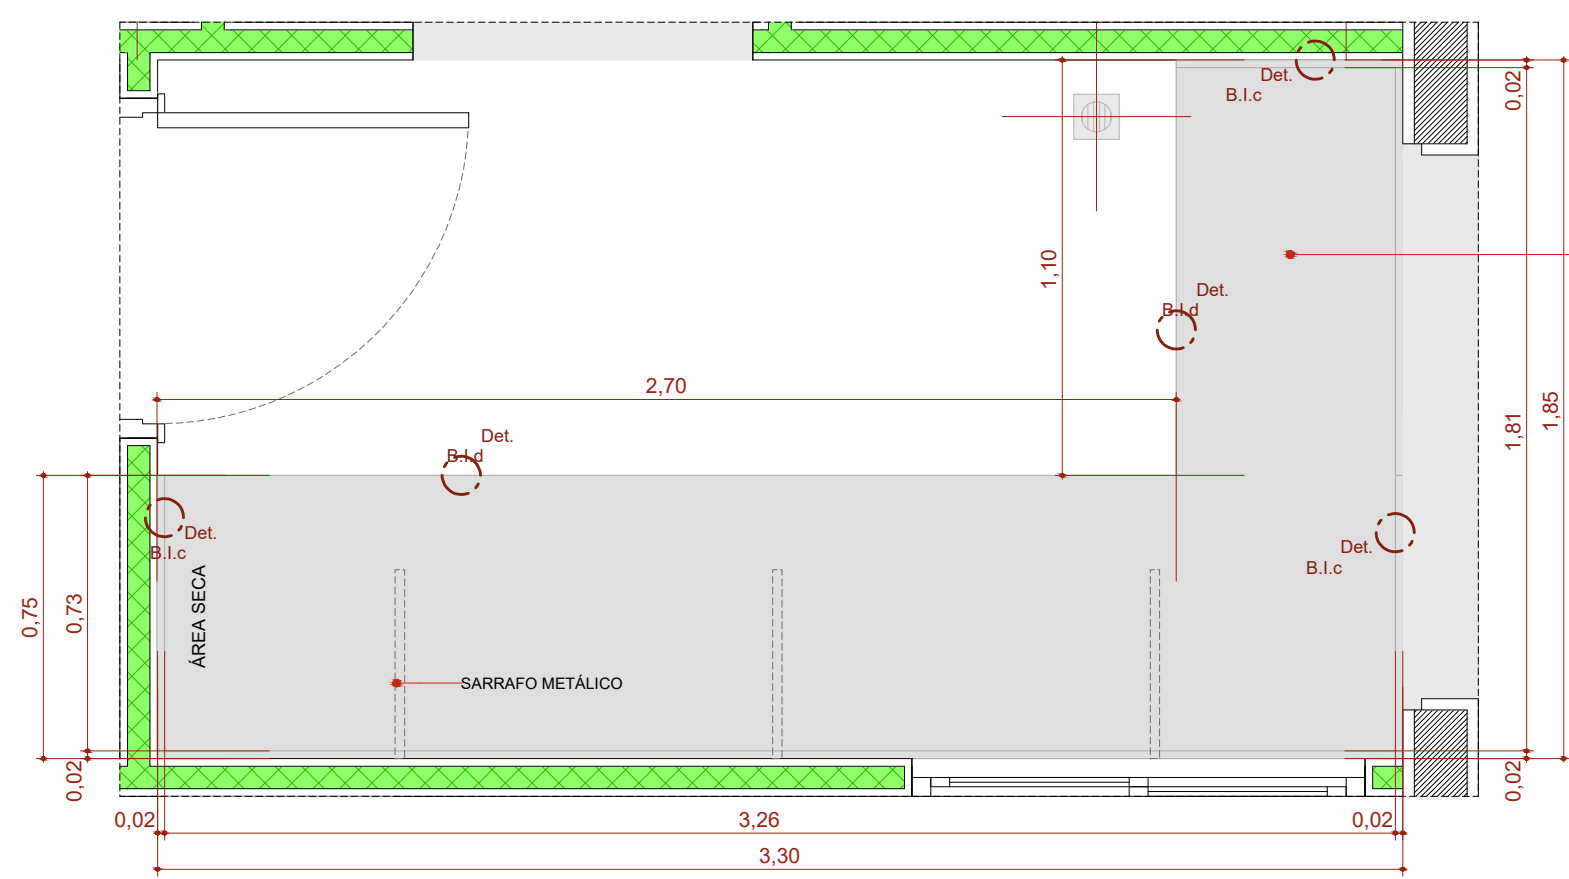 Det.
B.I.c
0,02
1,10
Det.
B.I.d
2,70
1,81
1,85
Det.
B.I.d
Det.
B.I.c
Det.
B.I.c
ÁREA SECA
0,75
0,73
SARRAFO METÁLICO
0,02
0,02
0,02
3,26
0,02
3,30